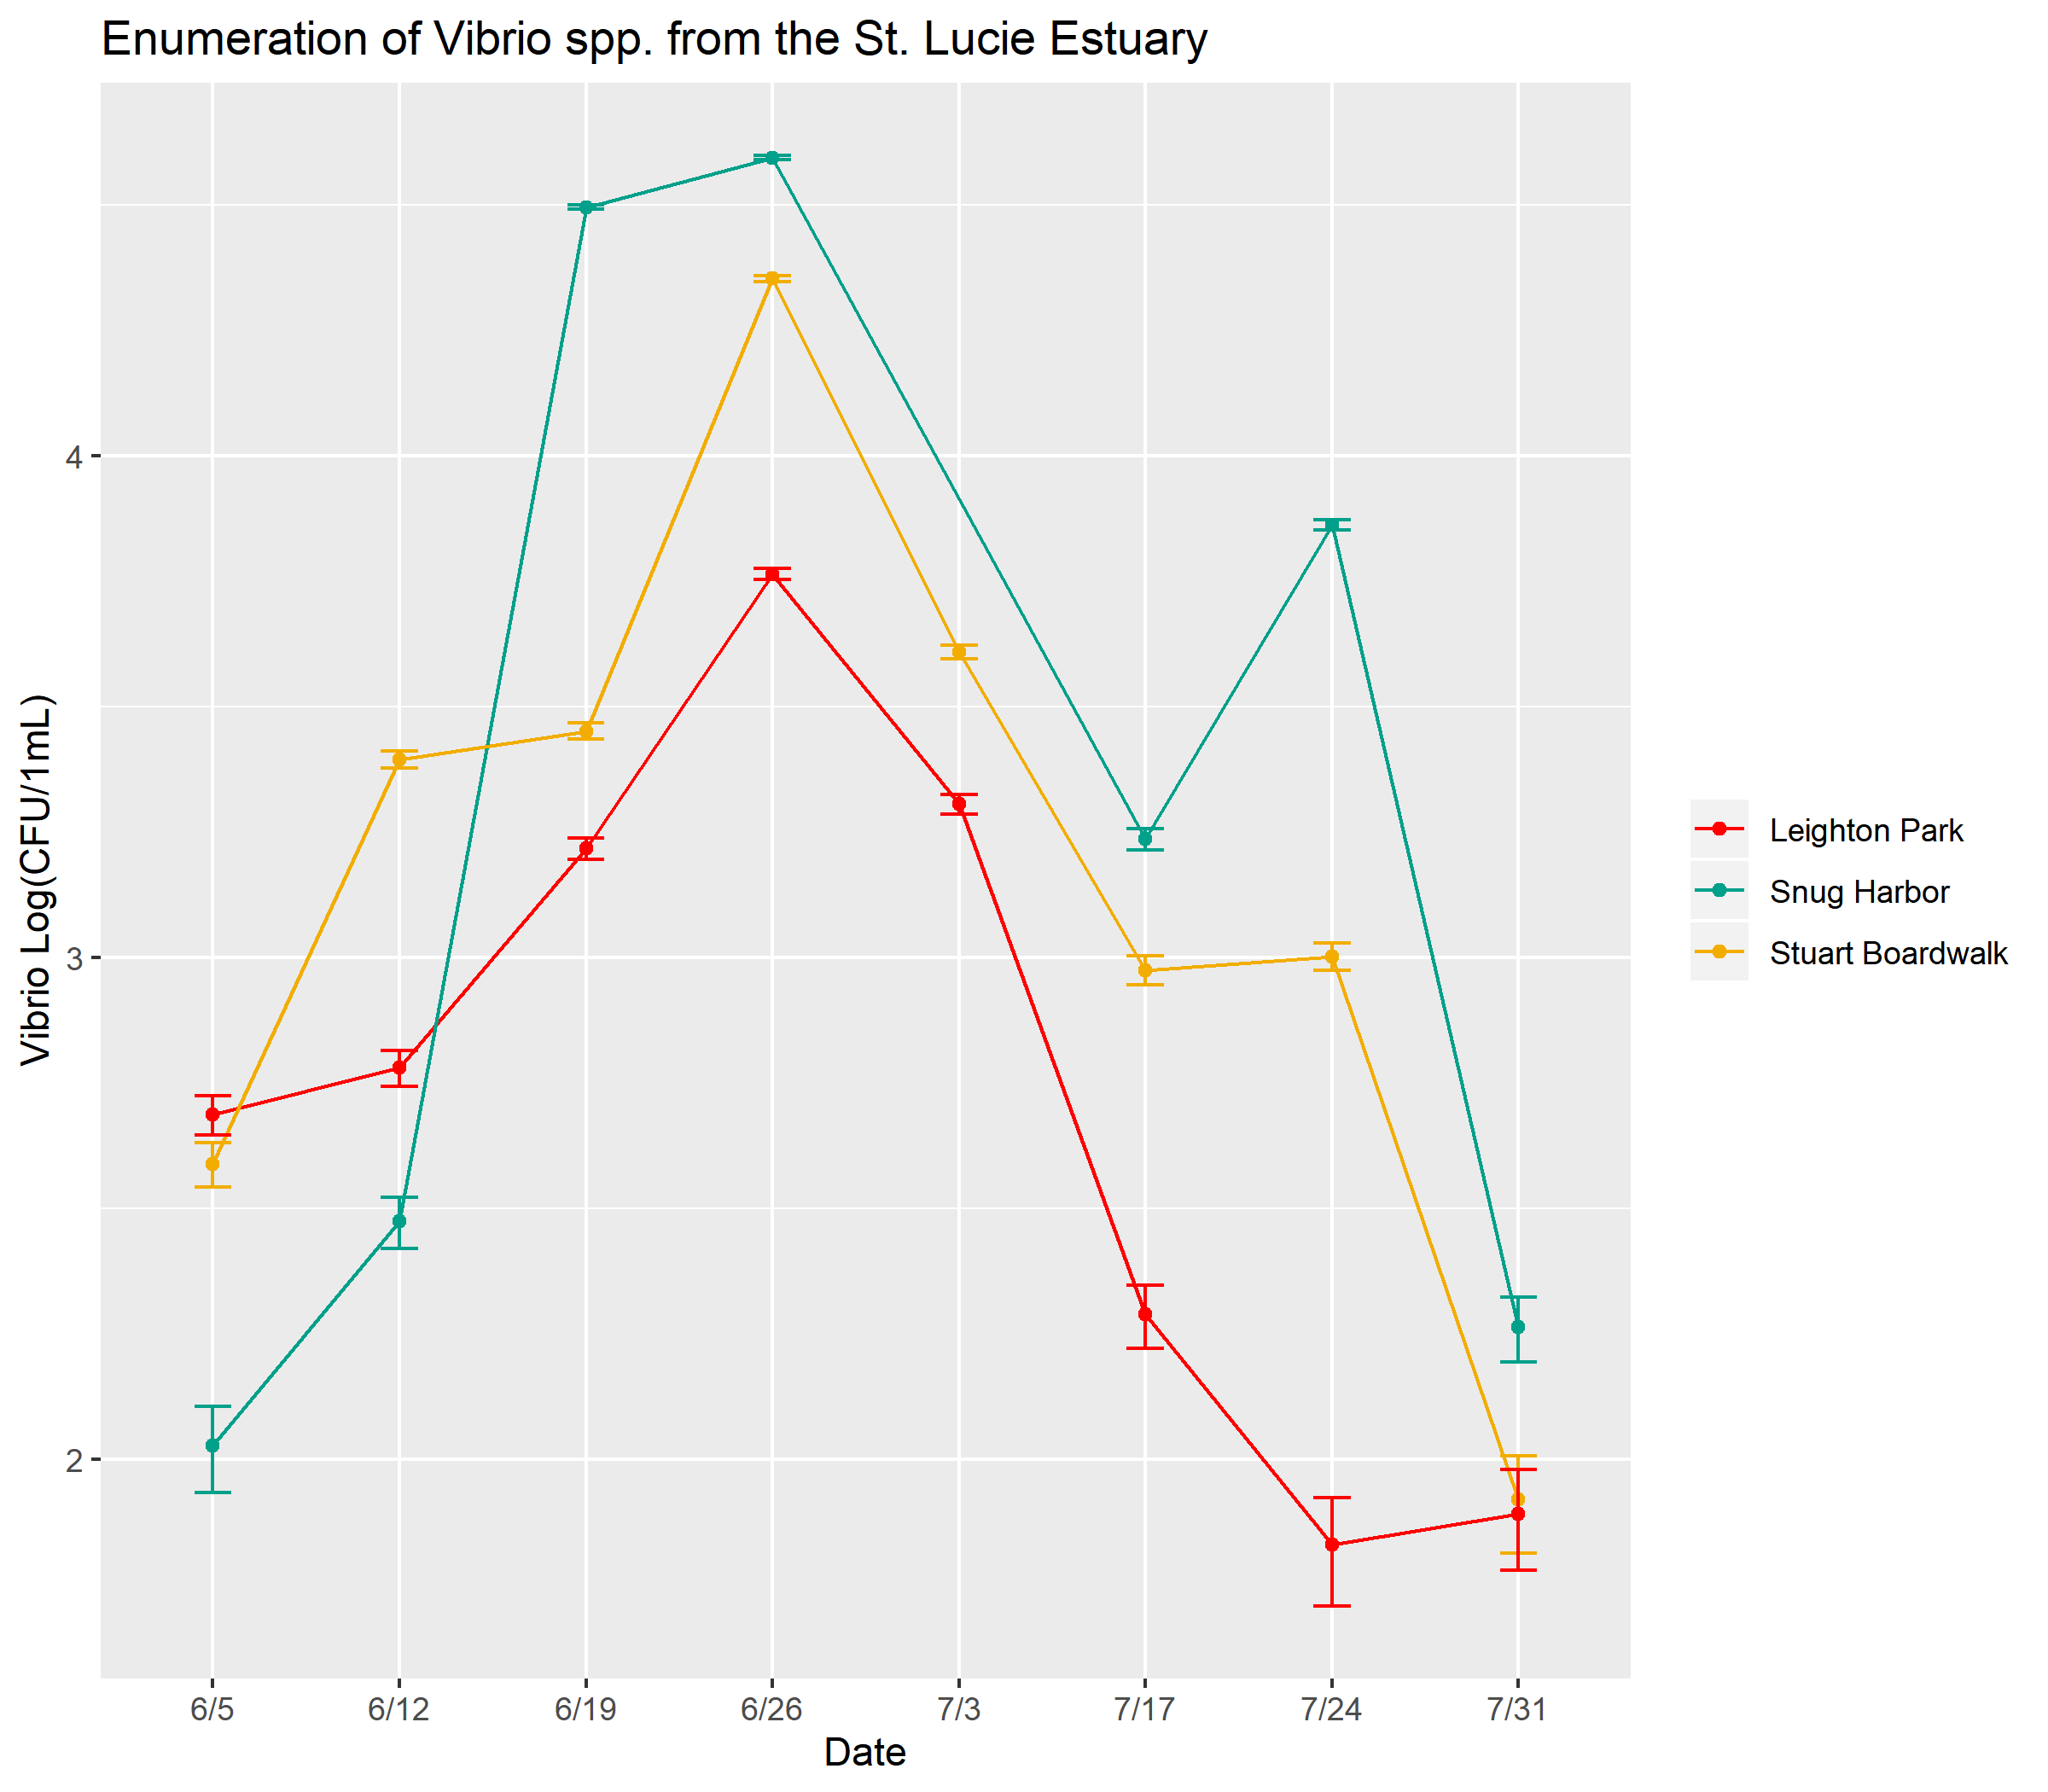 Enumeration of Vibrio spp. from the St. Lucie Estuary
Vibrio Log(CFU/1mL)
4
3
2
6/5 6/12 6/19 6/26 7/3 7/17 7/24 7/31
Date
Leighton Park
Snug Harbor
Stuart Boardwalk